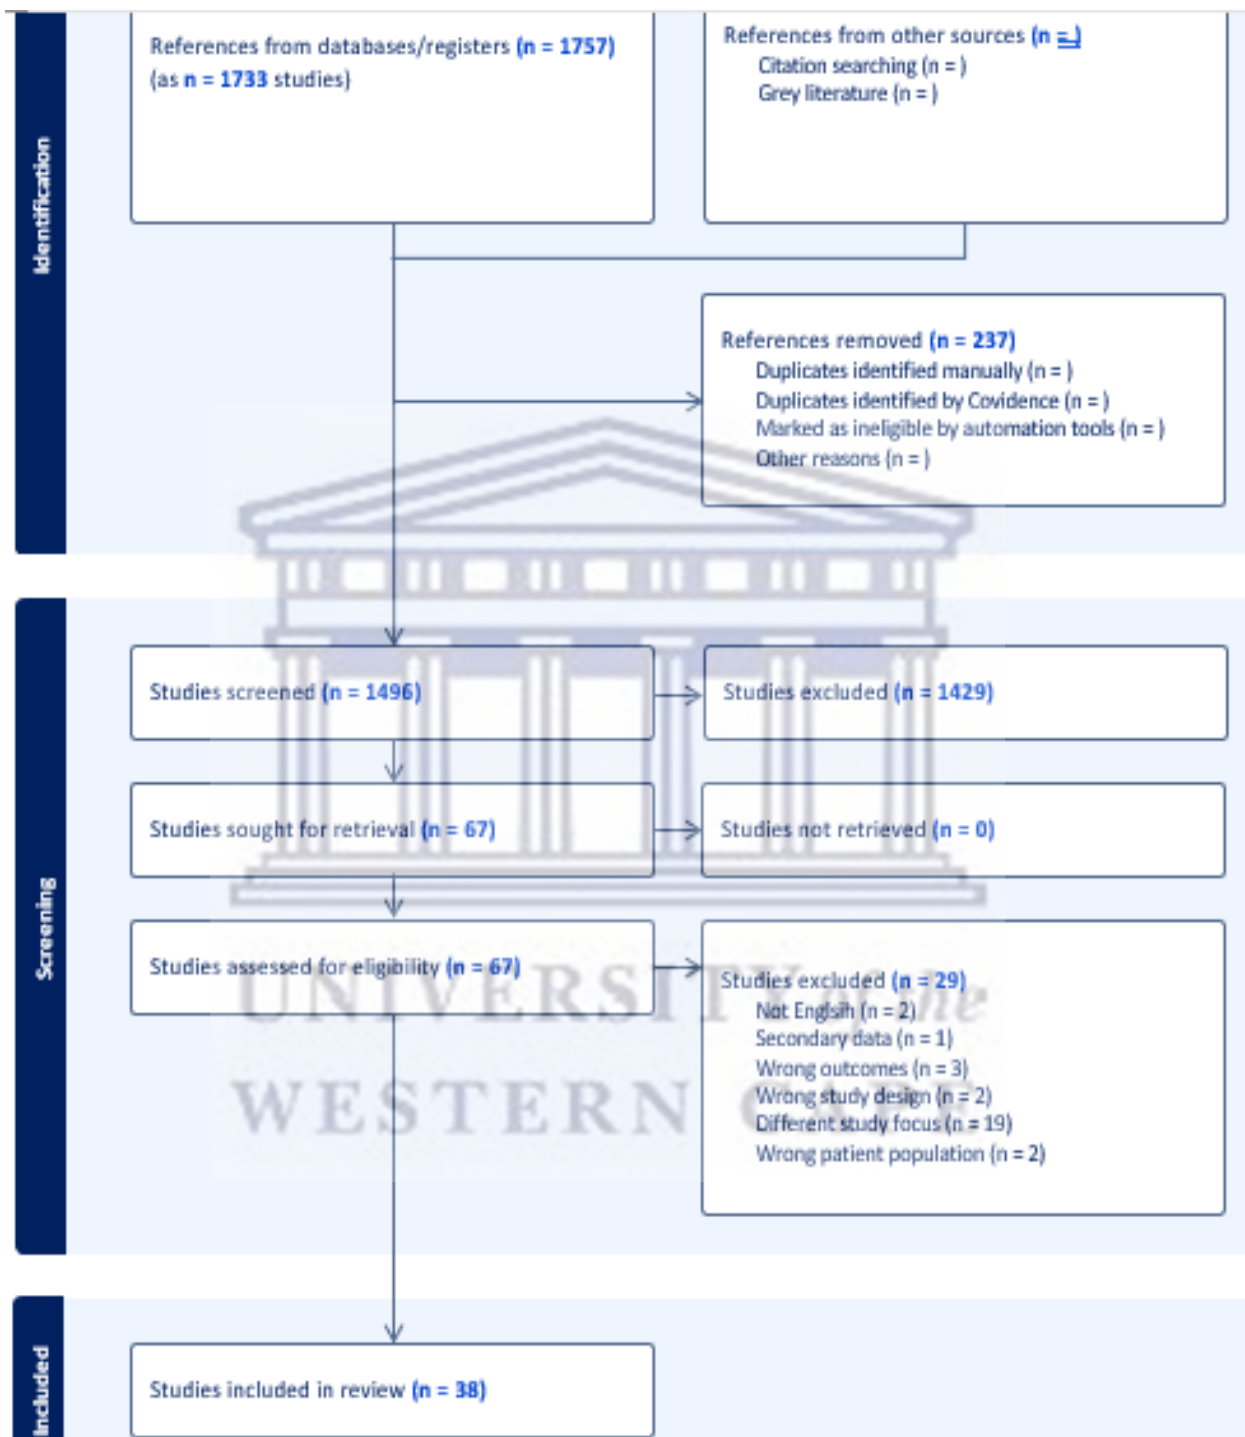 Identification
References from databases/registers (n = 1757)
(as n = 1733 studies)
References from other sources (n = )
Citation searching (n = )
Grey literature (n = )
References removed (n = 237)
Duplicates identified manually (n = )
Duplicates identified by Covidence (n = )
Marked as ineligible by automation tools (n = )
Other reasons (n = )
Screening
Studies screened (n = 1496)
Studies excluded (n = 1429)
Studies sought for retrieval (n = 67)
Studies not retrieved (n = 0)
Studies assessed for eligibility (n = 67)
Studies excluded (n = 29)
Not Englsih (n = 2)
Secondary data (n = 1)
Wrong outcomes (n = 3)
Wrong study design (n = 2)
Different study focus (n = 19)
Wrong patient population (n = 2)
UNIVERSITY of the
WESTERN CAPE
Included
Studies included in review (n = 38)